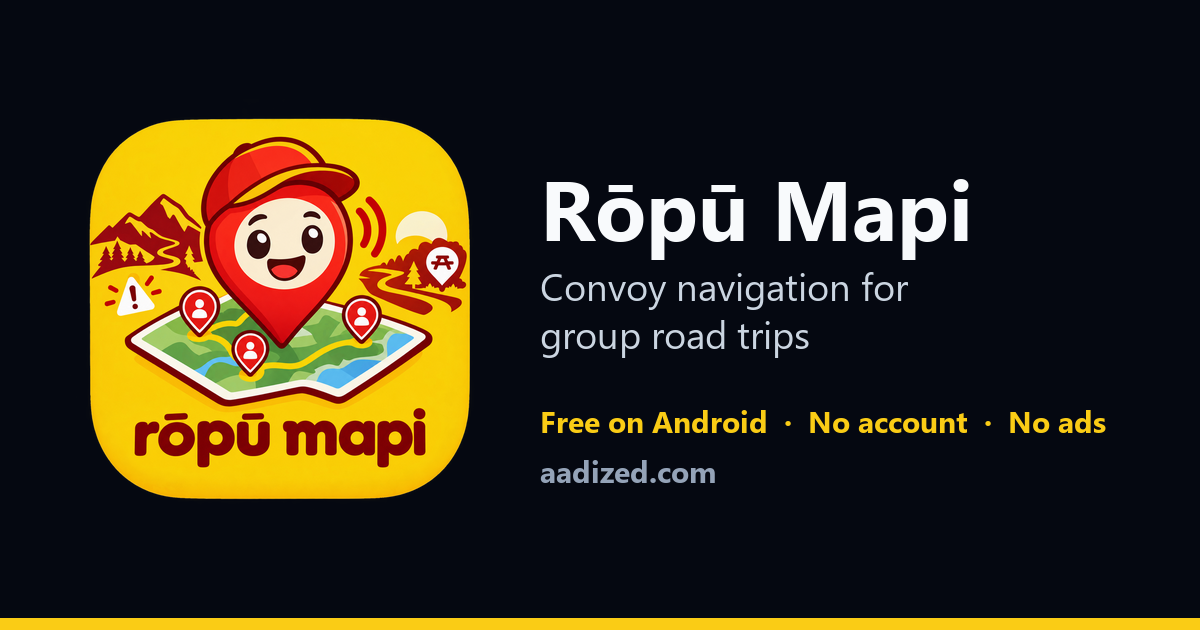 rōpū mapi
Rōpū Mapi
Convoy navigation for
group road trips
Free on Android · No account · No ads
aadized.com